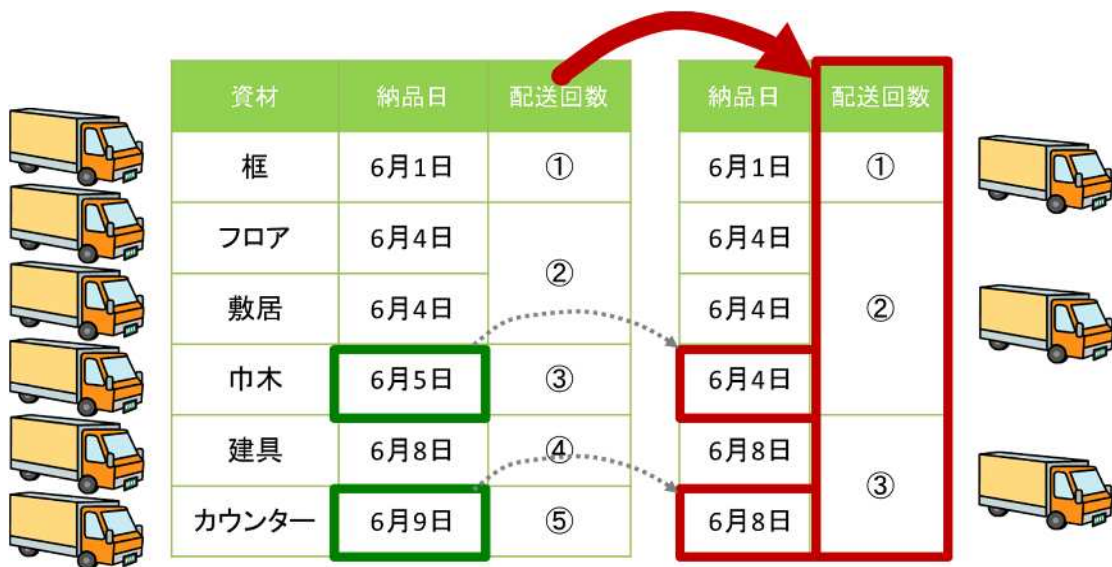 資材 納品日 配送回数 納品日 配送回数
框 6月1日 ① 6月1日 ①
フロア 6月4日 6月4日
② 
敷居 6月4日 6月4日 ②
巾木 6月5日 ③ 6月4日
建具 6月8日 ④ 6月8日
③
カウンター 6月9日 ⑤ 6月8日